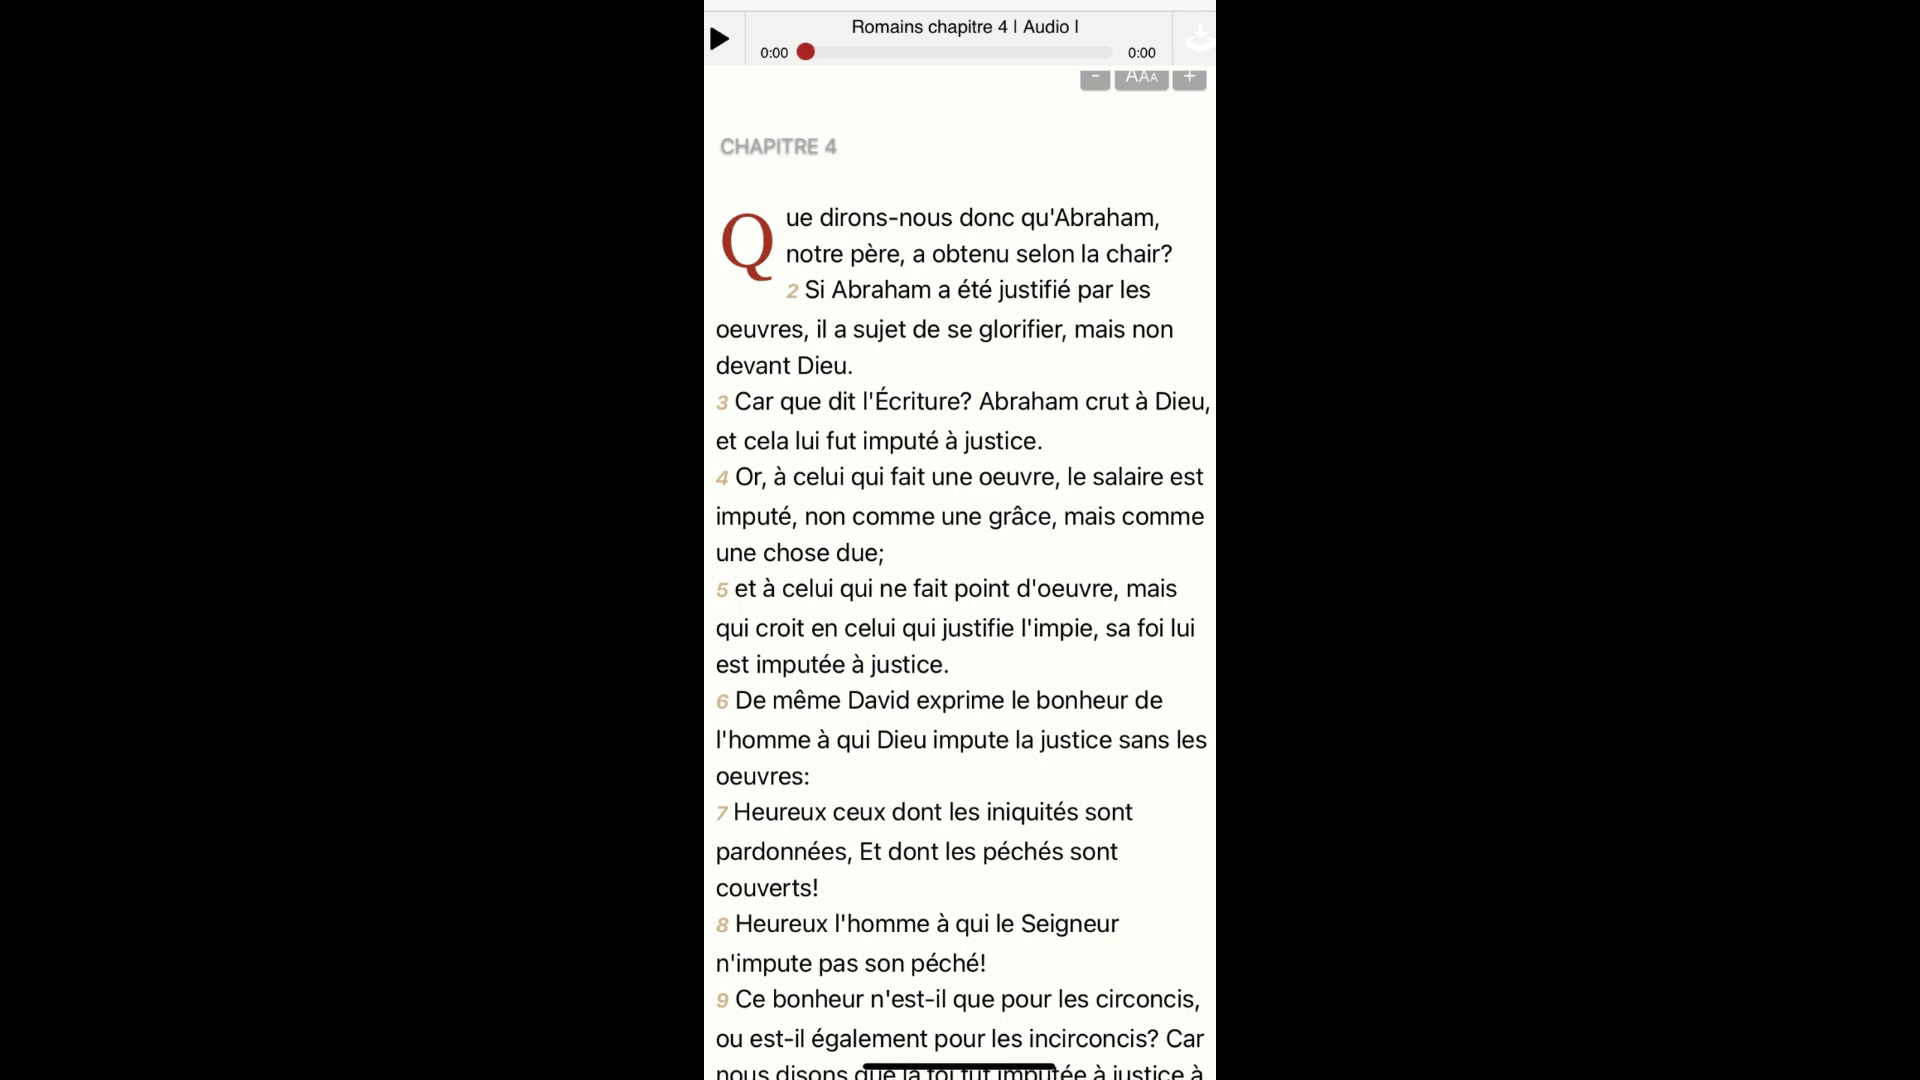 Romains chapitre 4 | Audio |
0:00
0:00
- AAA +
CHAPITRE 4
Que dirons-nous donc qu'Abraham,
notre père, a obtenu selon la chair?
2 Si Abraham a été justifié par les
oeuvres, il a sujet de se glorifier, mais non
devant Dieu.
3 Car que dit l'Écriture? Abraham crut à Dieu,
et cela lui fut imputé à justice.
4 Or, à celui qui fait une oeuvre, le salaire est
imputé, non comme une grâce, mais comme
une chose due;
5 et à celui qui ne fait point d'oeuvre, mais
qui croit en celui qui justifie l'impie, sa foi lui
est imputée à justice.
6 De même David exprime le bonheur de
l'homme à qui Dieu impute la justice sans les
oeuvres:
7 Heureux ceux dont les iniquités sont
pardonnées, Et dont les péchés sont
couverts!
8 Heureux l'homme à qui le Seigneur
n'impute pas son péché!
9 Ce bonheur n'est-il que pour les circoncis,
ou est-il également pour les incirconcis? Car
nous disons que la foi fut imputée à justice à